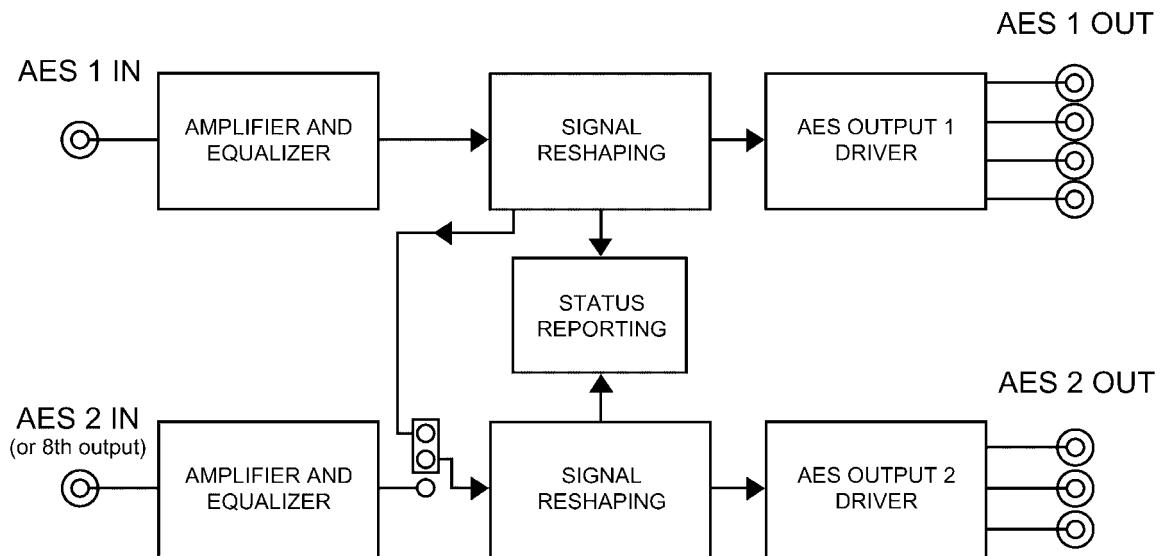 AES 1 OUT
AES 1 IN
AMPLIFIER AND
EQUALIZER
SIGNAL
RESHAPING
AES OUTPUT 1
DRIVER
STATUS
REPORTING
AES 2 OUT
AES 2 IN
(or 8th output)
AMPLIFIER AND
EQUALIZER
SIGNAL
RESHAPING
AES OUTPUT 2
DRIVER